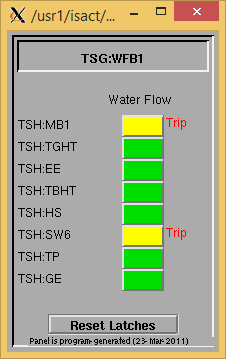 /usr1/isact/...
TSG:WFB1
Water Flow
TSH:MB1 Trip
TSH:TGHT
TSH:EE
TSH:TBHT
TSH:HS
TSH:SW6 Trip
TSH:TP
TSH:GE
Reset Latches
Panel is program-generated (23-Mar-2011)